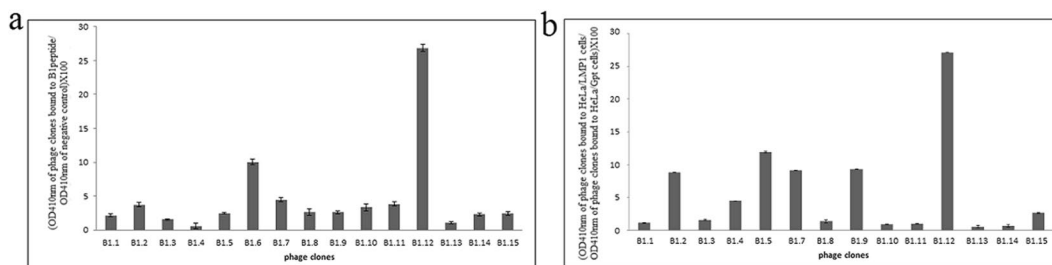 a
(OD410nm of phage clones bound to B1peptide/
OD410nm of negative control)X100
30
25
20
15
10
5
0
B1.1 B1.2 B1.3 B1.4 B1.5 B1.6 B1.7 B1.8 B1.9 B1.10 B1.11 B1.12 B1.13 B1.14 B1.15
phage clones
b
(OD410nm of phage clones bound to HeLa/LMP1 cells/
OD410nm of phage clones bound to HeLa/Gpt cells)X100
30
25
20
15
10
5
0
B1.1 B1.2 B1.3 B1.4 B1.5 B1.7 B1.8 B1.9 B1.10 B1.11 B1.12 B1.13 B1.14 B1.15
phage clones